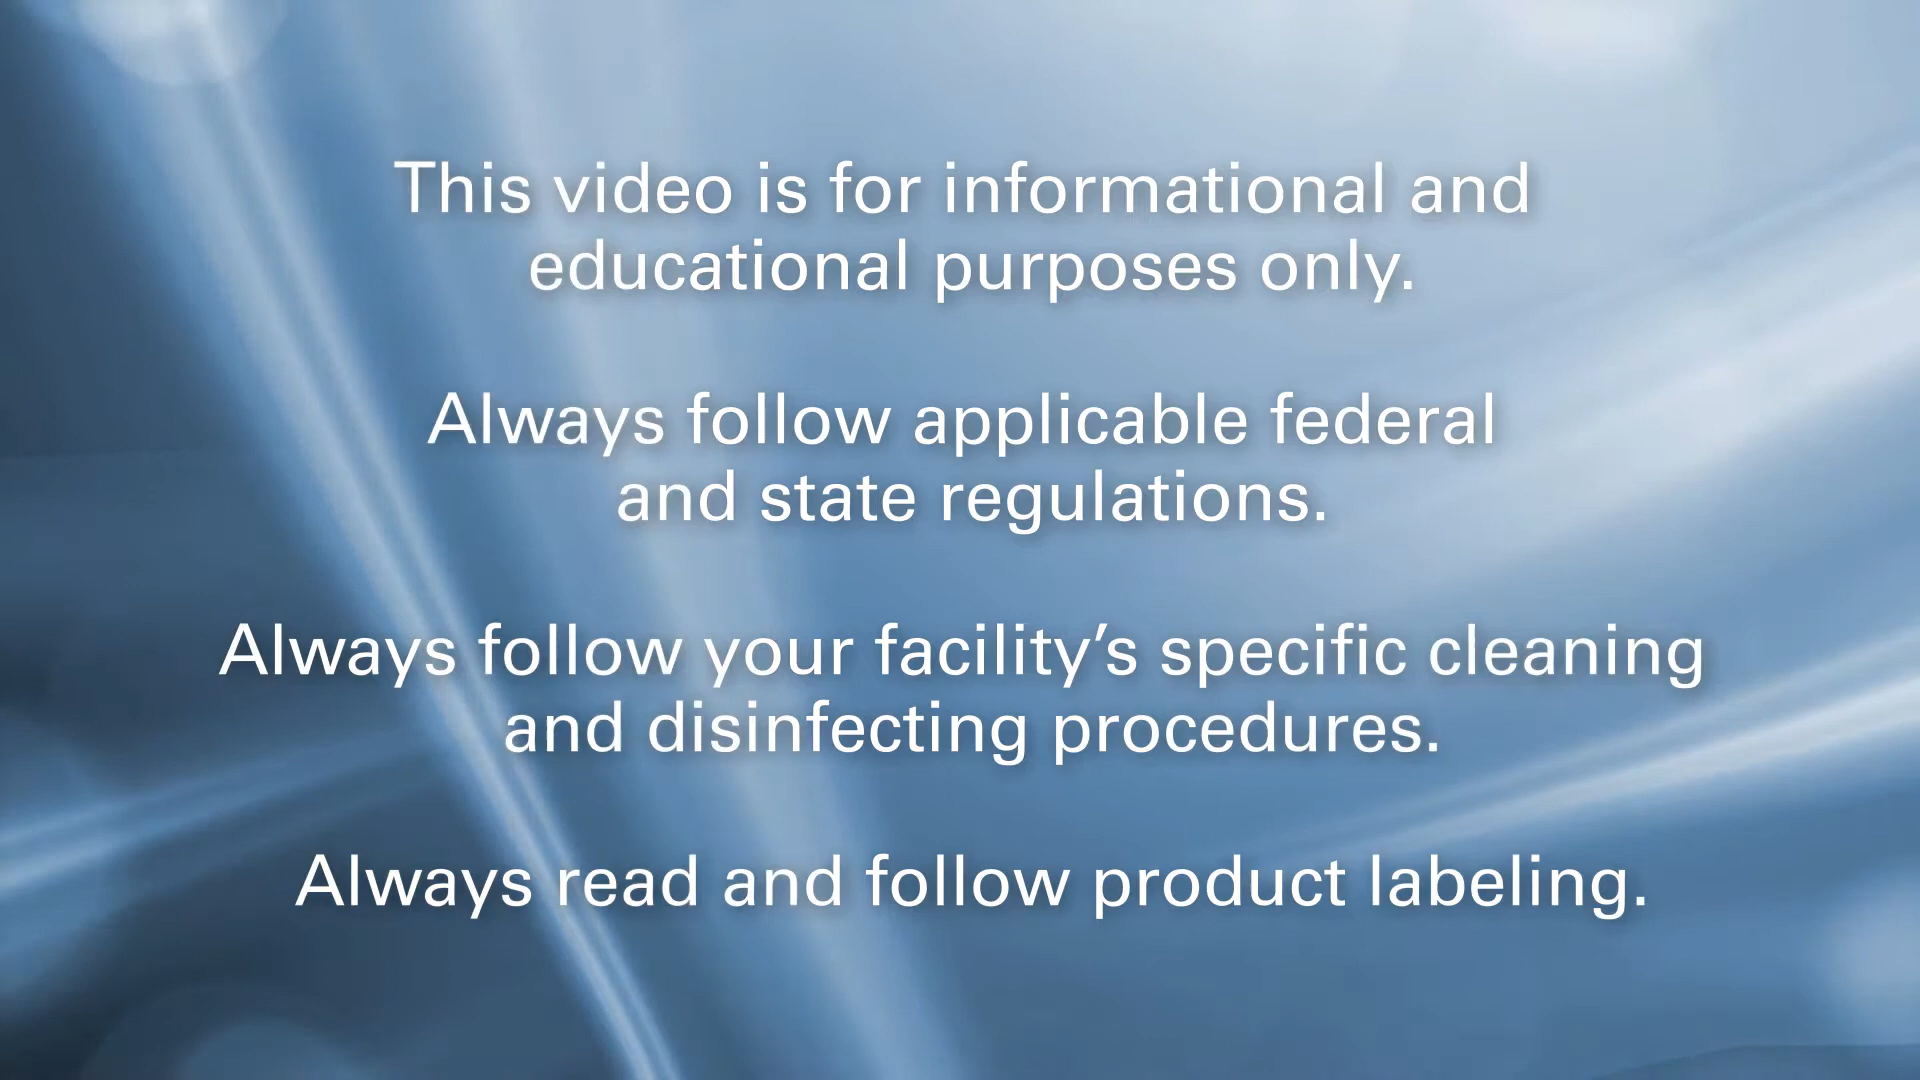 This video is for informational and
educational purposes only.
Always follow applicable federal
and state regulations.
Always follow your facility’s specific cleaning
and disinfecting procedures.
Always read and follow product labeling.